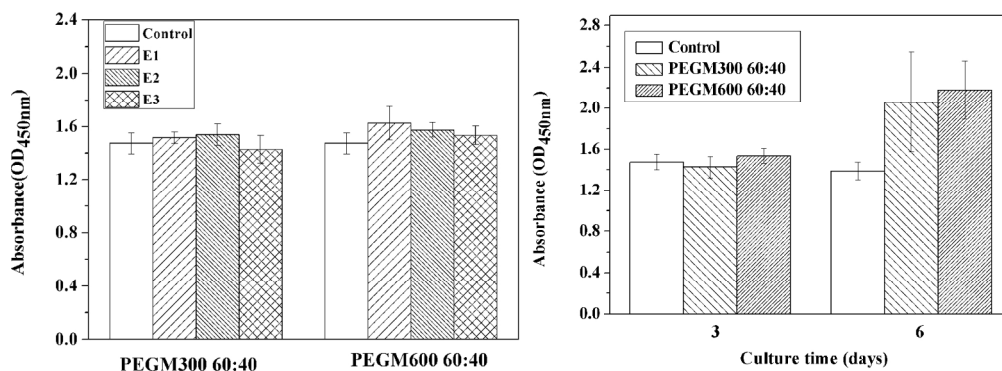 2.4
2.0
1.6
1.2
0.8
0.4
0.0
Absorbance(OD450nm)
Control
E1
E2
E3
PEGM300 60:40
PEGM600 60:40
2.8
2.4
2.0
1.6
1.2
0.8
0.4
0.0
Absorbance (OD450nm)
Control
PEGM300 60:40
PEGM600 60:40
3
6
Culture time (days)